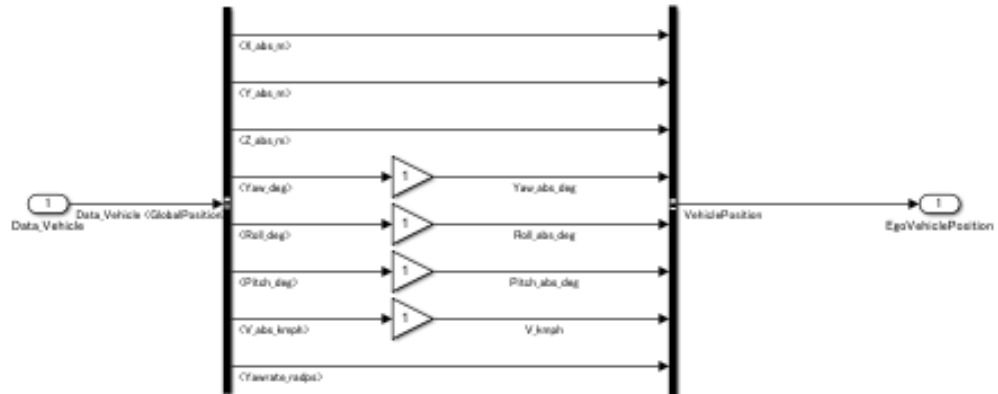 <X_abs_m>
<Y_abs_m>
<Z_abs_m>
<Yaw_deg>
1
Yaw_abs_deg
1
Data_Vehicle
Data_Vehicle <GlobalPosition
<Roll_deg>
1
Roll_abs_deg
VehiclePosition
1
EgoVehiclePosition
<Pitch_deg>
1
Pitch_abs_deg
<V_abs_kmph>
1
V_kmph
<Yawrate_radps>